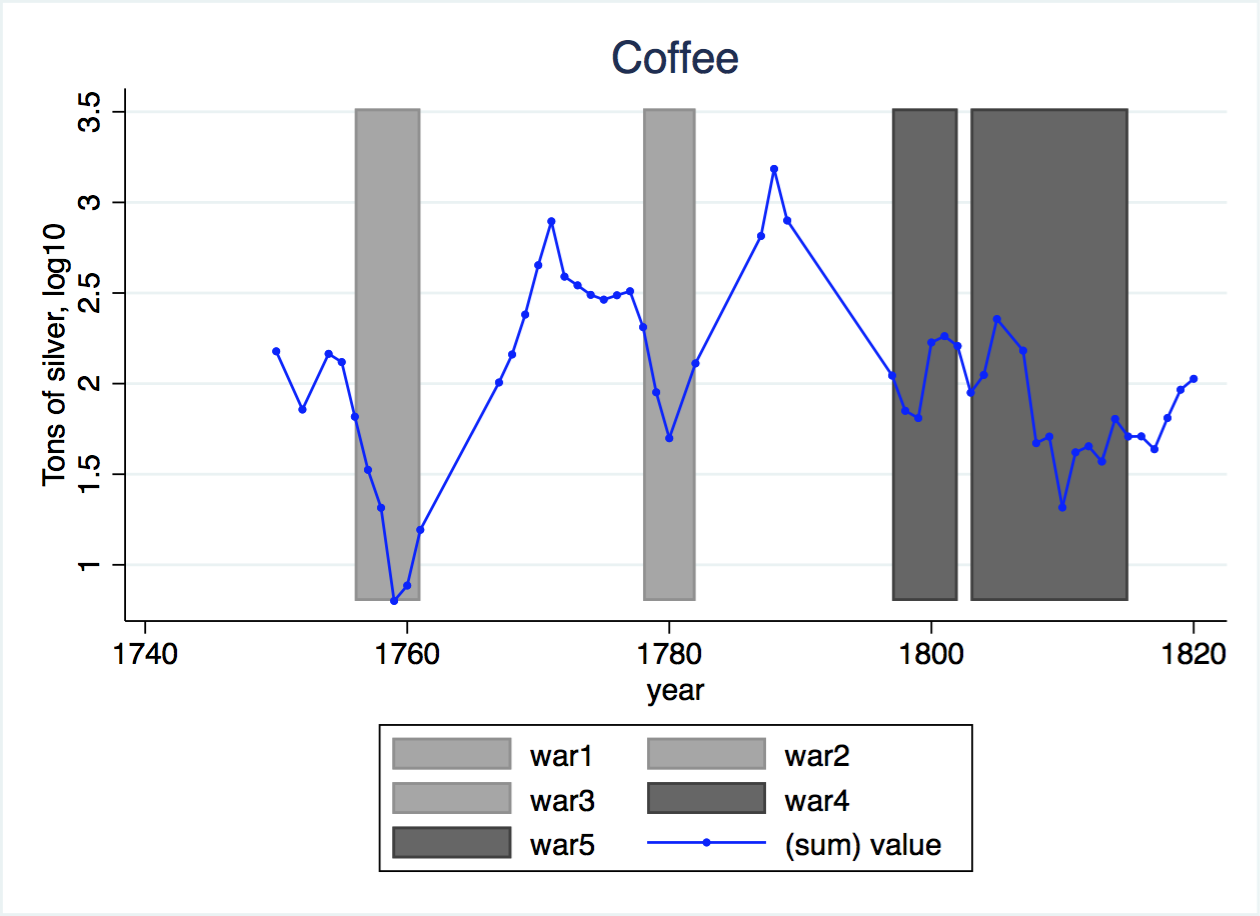 Coffee
Tons of silver, log10
3.5
3
2.5
2
1.5
1
1740 1760 1780 1800 1820
year
war1 war2
war3 war4
war5 (sum) value